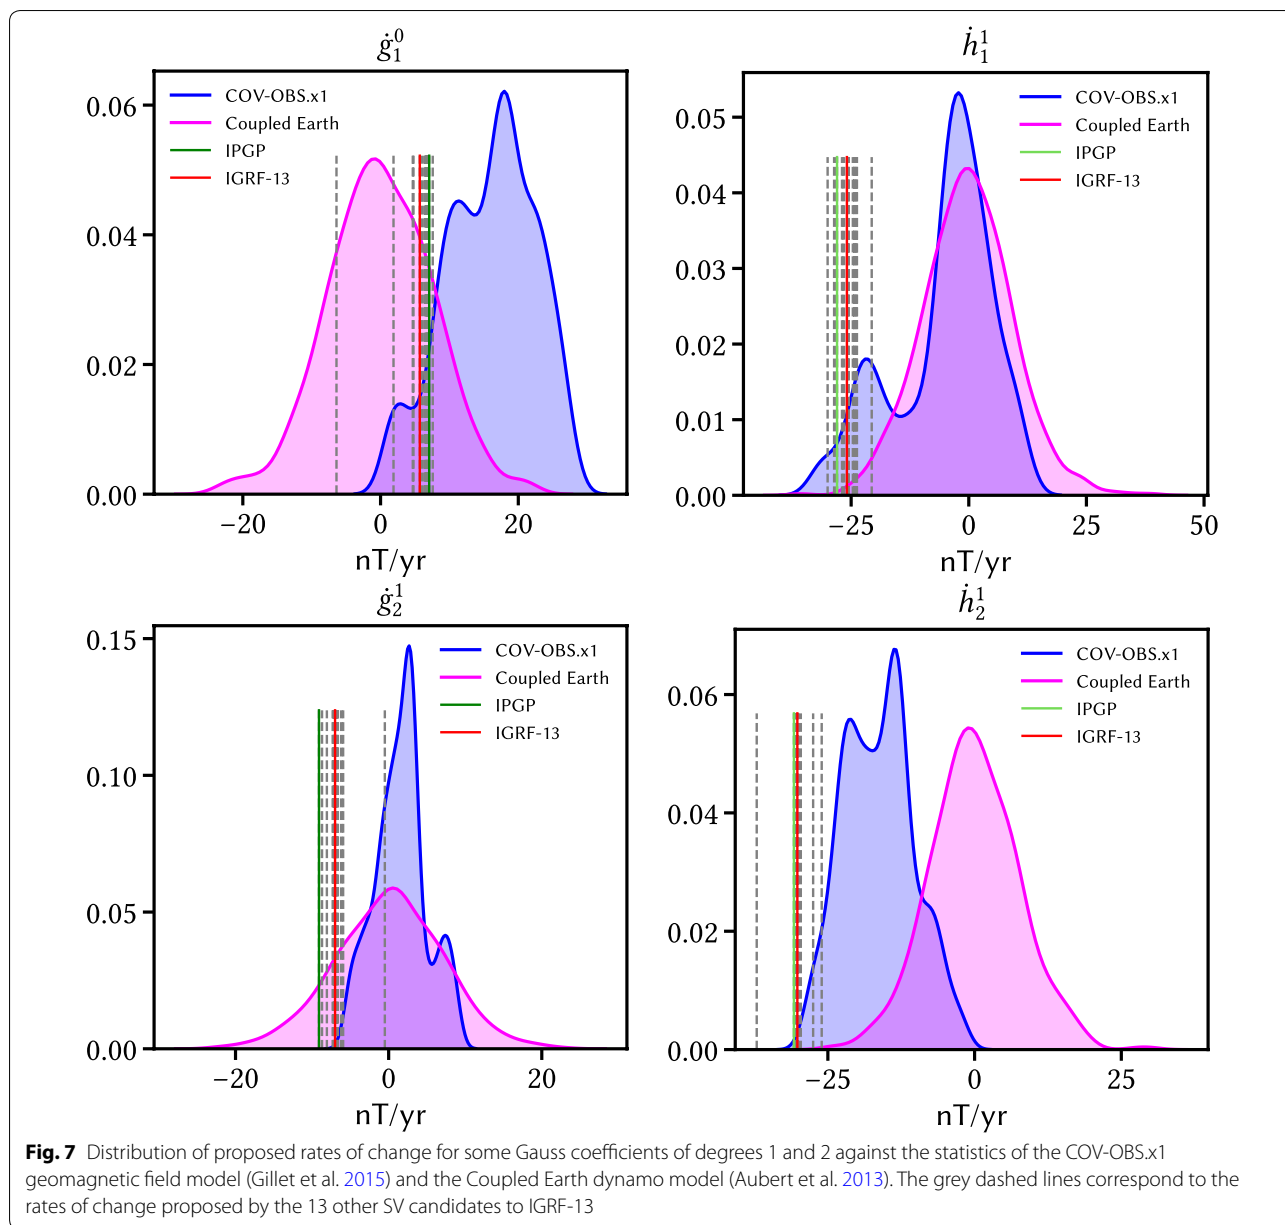 ġ₁⁰
0.06
0.04
0.02
0.00
−20
0
20
nT/yr
COV-OBS.x1
Coupled Earth
IPGP
IGRF-13
ḣ₁¹
0.05
0.04
0.03
0.02
0.01
0.00
−25
0
25
50
nT/yr
COV-OBS.x1
Coupled Earth
IPGP
IGRF-13
ġ₂¹
0.15
0.10
0.05
0.00
−20
0
20
nT/yr
COV-OBS.x1
Coupled Earth
IPGP
IGRF-13
ḣ₂¹
0.06
0.04
0.02
0.00
−25
0
25
nT/yr
COV-OBS.x1
Coupled Earth
IPGP
IGRF-13
Fig. 7 Distribution of proposed rates of change for some Gauss coefficients of degrees 1 and 2 against the statistics of the COV-OBS.x1
geomagnetic field model (Gillet et al. 2015) and the Coupled Earth dynamo model (Aubert et al. 2013). The grey dashed lines correspond to the
rates of change proposed by the 13 other SV candidates to IGRF-13